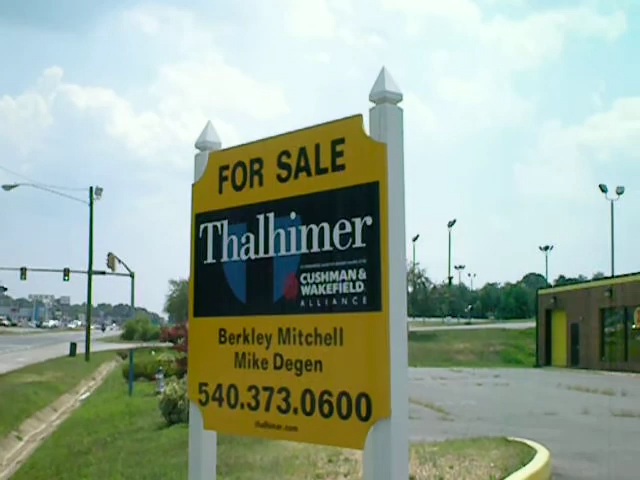 FOR SALE
Thalhimer
CUSHMAN &
WAKEFIELD
ALLIANCE
Berkley Mitchell
Mike Degen
540.373.0600
thalhimer.com